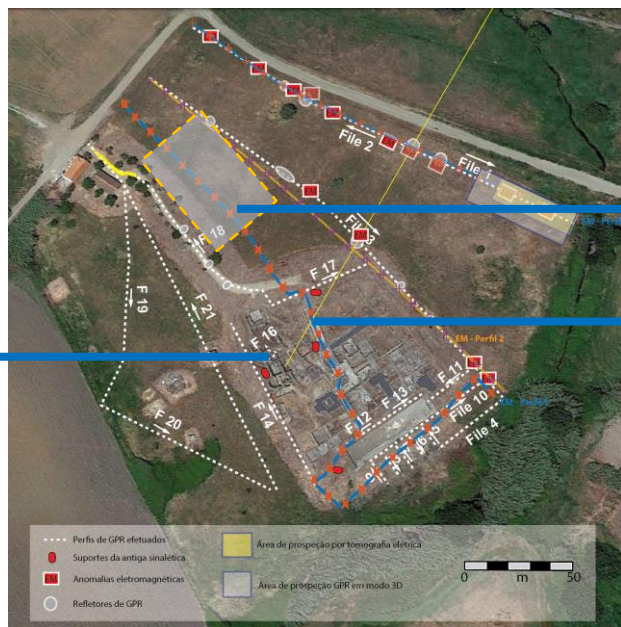 File 2
File 1
File 3
F 18
F 17
F 19
F 21
F 16
EM - Perfil 2
F 11
F 13
F 12
F 14
File 10
File 4
F 20
Perfis de GPR efetuados
Suportes da antiga sinalética
EM Anomalias eletromagnéticas
Refletores de GPR
Área de prospeção por tomografia elétrica
Área de prospeção GPR em modo 3D
0 m 50